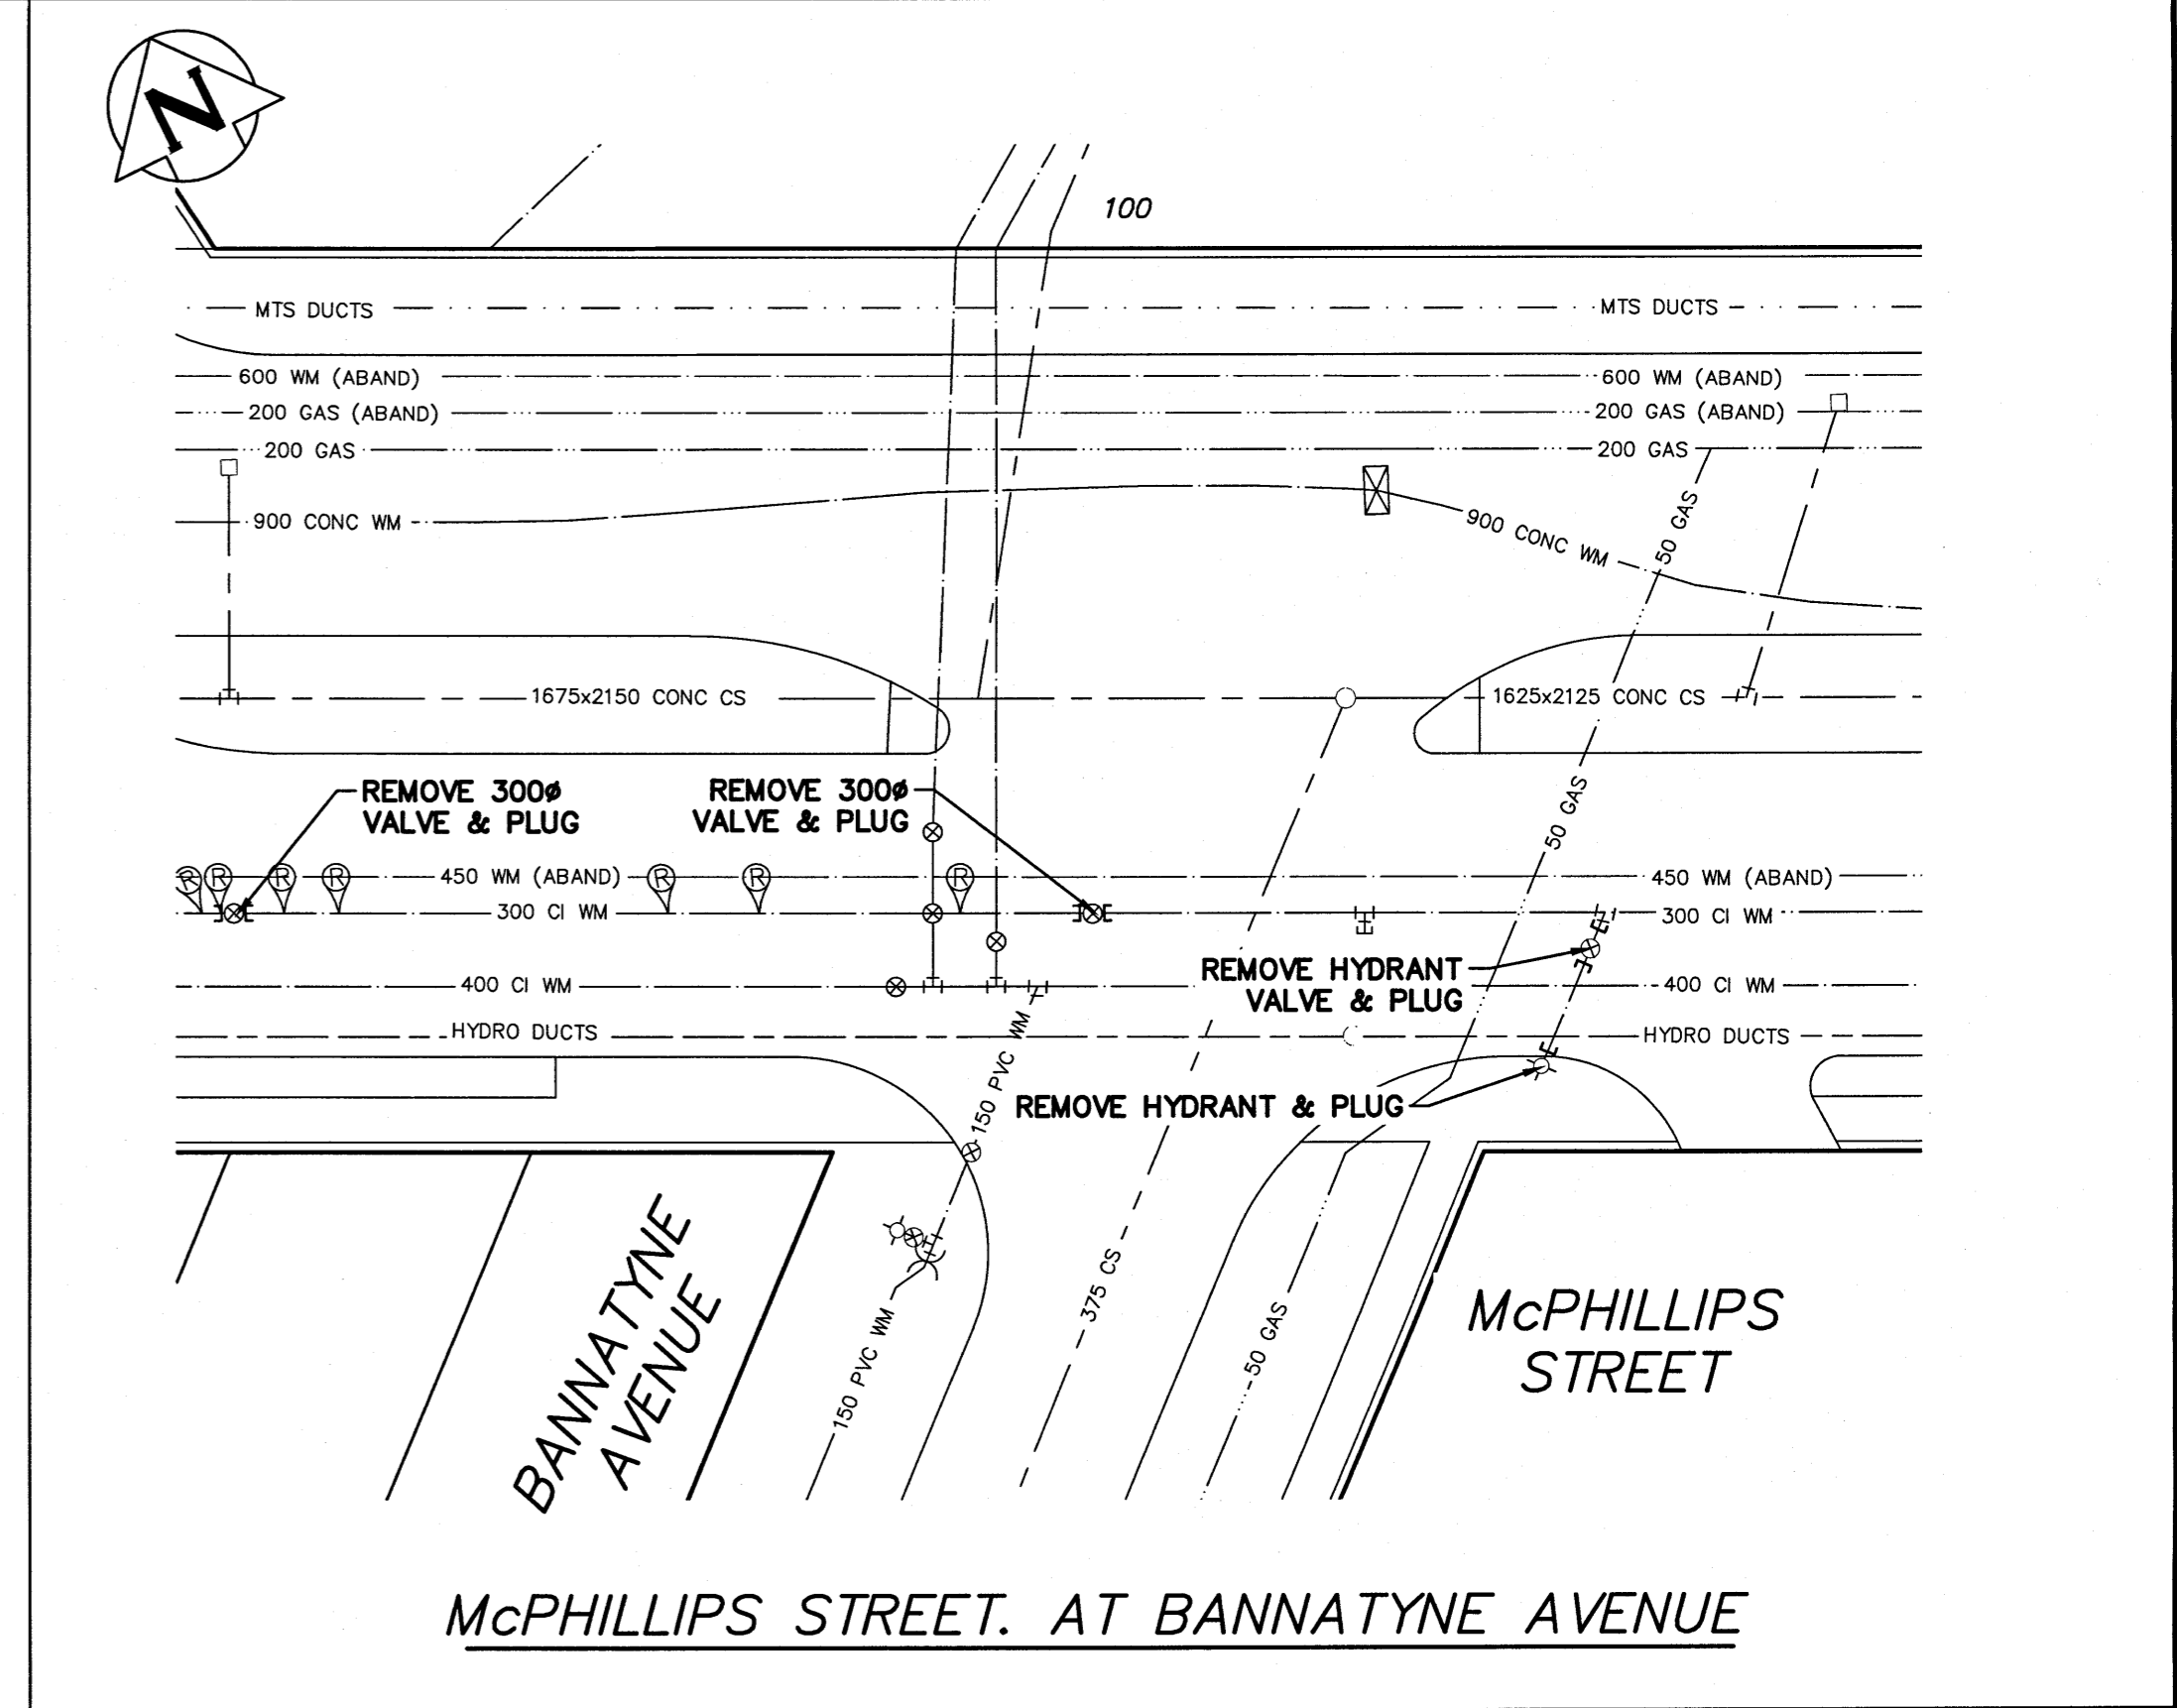 N
100
MTS DUCTS
MTS DUCTS
600 WM (ABAND)
600 WM (ABAND)
200 GAS (ABAND)
200 GAS (ABAND)
200 GAS
200 GAS
50 GAS
900 CONC WM
900 CONC WM
1675x2150 CONC CS
1625x2125 CONC CS
REMOVE 300ø
VALVE & PLUG
REMOVE 300ø
VALVE & PLUG
50 GAS
R
R
R
R
R
R
R
450 WM (ABAND)
450 WM (ABAND)
300 CI WM
300 CI WM
REMOVE HYDRANT
VALVE & PLUG
400 CI WM
400 CI WM
HYDRO DUCTS
HYDRO DUCTS
150 PVC WM
REMOVE HYDRANT & PLUG
BANNATYNE
AVENUE
150 PVC WM
375 CS
50 GAS
McPHILLIPS
STREET
McPHILLIPS STREET. AT BANNATYNE AVENUE